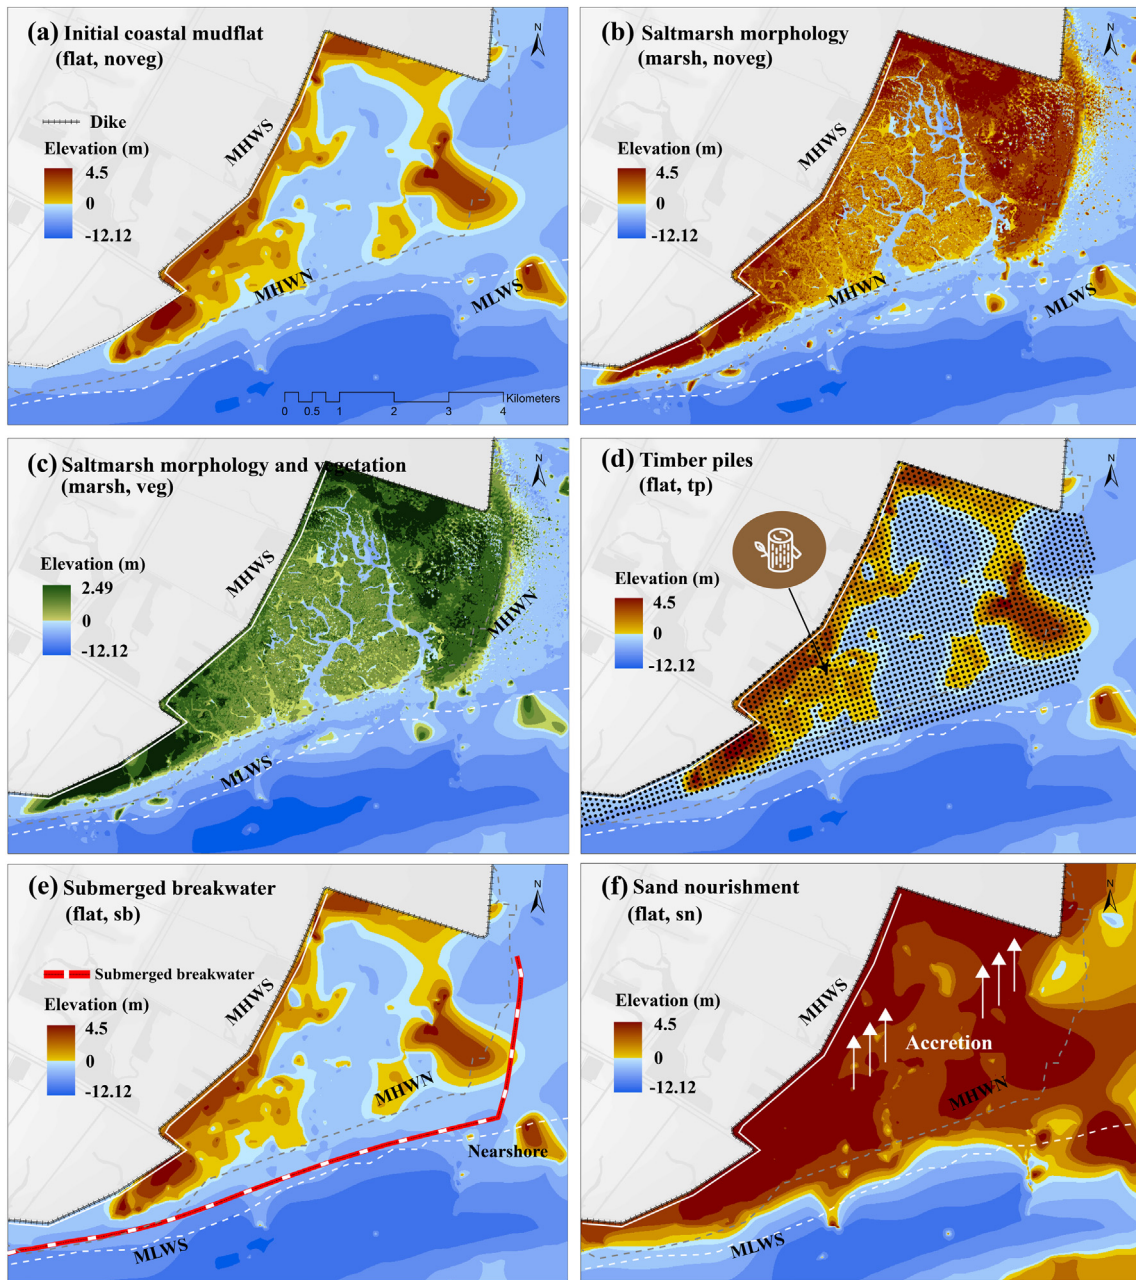 (a) Initial coastal mudflat
(flat, noveg)
N
Dike
MHWS
Elevation (m)
4.5
0
-12.12
MHWN
MLWS
Kilometers
0 0.5 1 2 3 4
(b) Saltmarsh morphology
(marsh, noveg)
N
MHWS
Elevation (m)
4.5
0
-12.12
MHWN
MLWS
(c) Saltmarsh morphology and vegetation
(marsh, veg)
N
MHWS
Elevation (m)
2.49
0
-12.12
MHWN
MLWS
(d) Timber piles
(flat, tp)
N
Elevation (m)
4.5
0
-12.12
(e) Submerged breakwater
(flat, sb)
N
Submerged breakwater
MHWS
Elevation (m)
4.5
0
-12.12
MHWN
Nearshore
MLWS
(f) Sand nourishment
(flat, sn)
N
MHWS
Elevation (m)
4.5
0
-12.12
Accretion
MHWN
MLWS